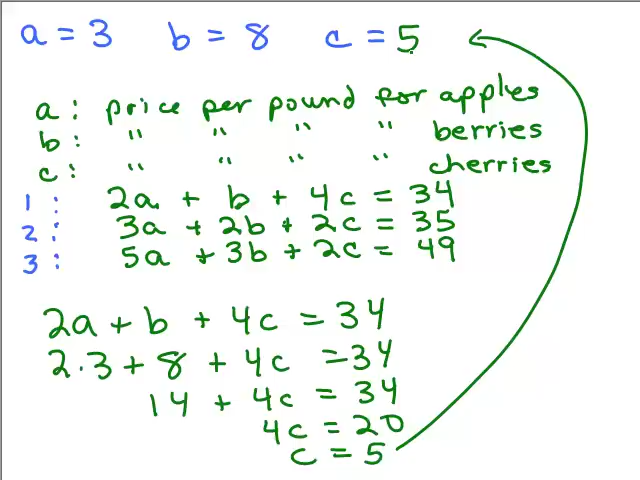 a = 3 b = 8 c = 5
a: price per pound for apples
b: " " " " berries
c: " " " " cherries
1: 2a + b + 4c = 34
2: 3a + 2b + 2c = 35
3: 5a + 3b + 2c = 49
2a + b + 4c = 34
2·3 + 8 + 4c = 34
14 + 4c = 34
4c = 20
c = 5